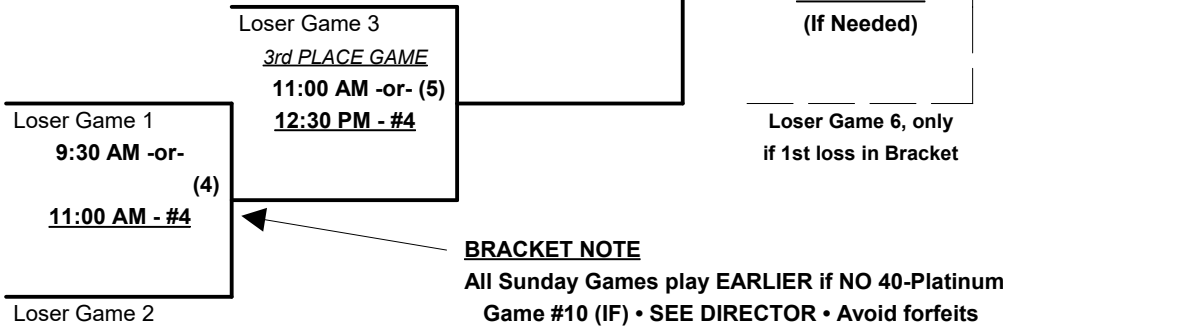 Loser Game 3
3rd PLACE GAME
11:00 AM -or- (5)
12:30 PM - #4
(If Needed)
Loser Game 1
9:30 AM -or-
(4)
11:00 AM - #4
Loser Game 2
Loser Game 6, only
if 1st loss in Bracket
BRACKET NOTE
All Sunday Games play EARLIER if NO 40-Platinum
Game #10 (IF) • SEE DIRECTOR • Avoid forfeits